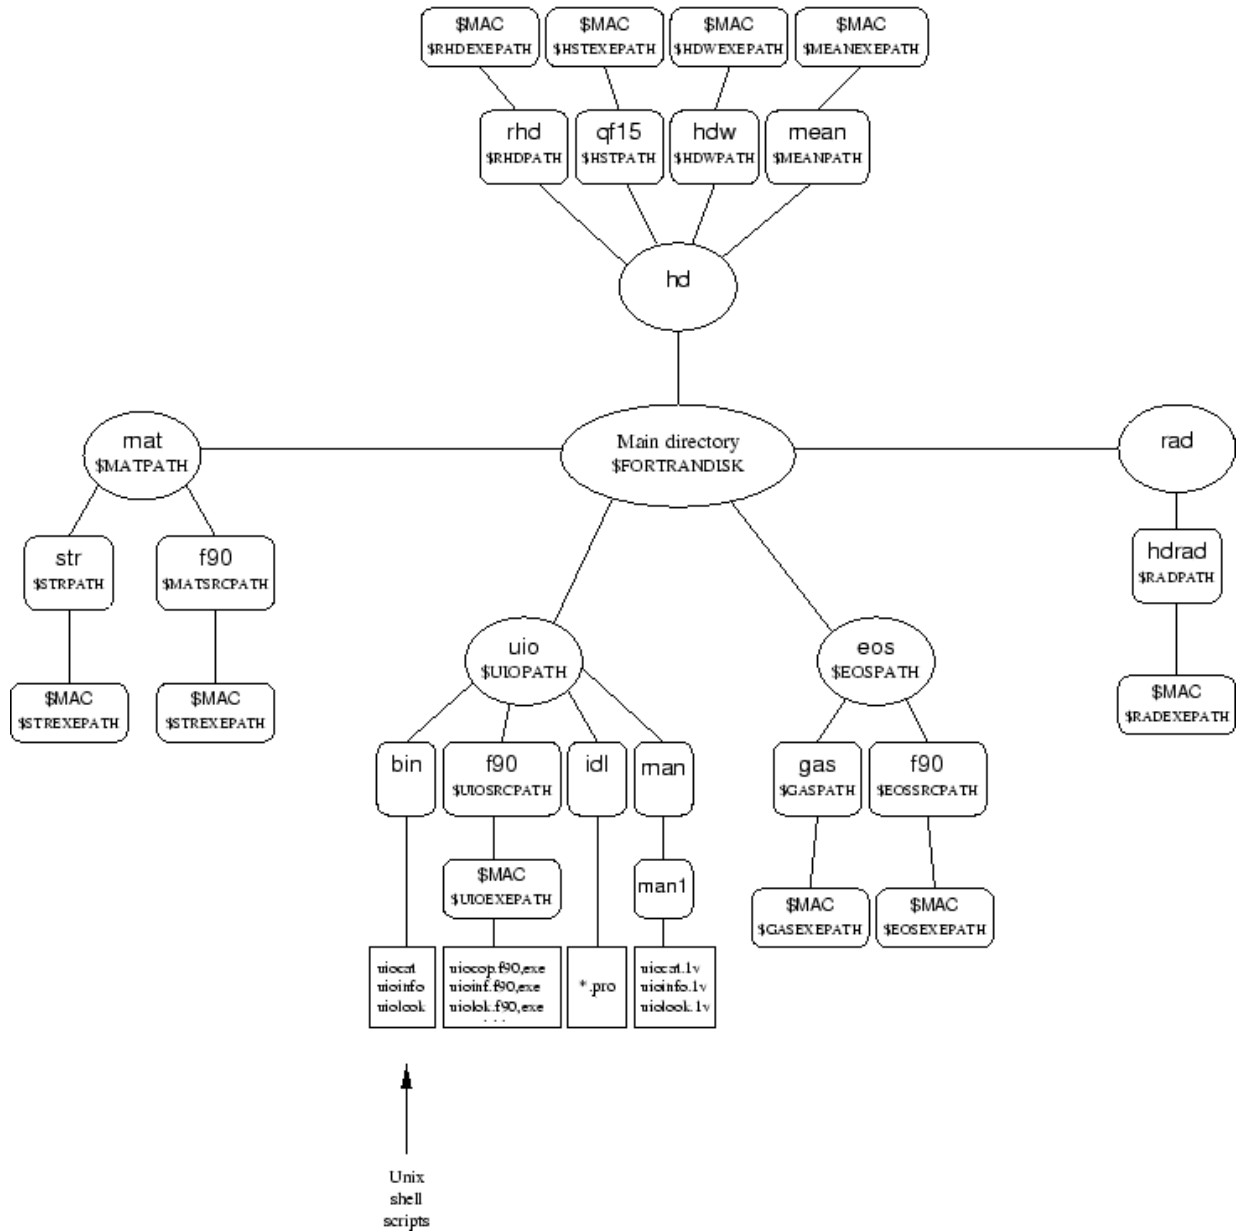 $MAC
$RHDEXEPATH
$MAC
$HSTEXEPATH
$MAC
$HDWEXEPATH
$MAC
$MEANEXEPATH
rhd
$RHDPATH
qf15
$HSTPATH
hdw
$HDWPATH
mean
$MEANPATH
hd
mat
$MATPATH
Main directory
$FORTRANDISK
rad
str
$STRPATH
f90
$MATSRCPATH
hdrad
$RADPATH
uio
$UIOPATH
eos
$EOSPATH
$MAC
$STREXEPATH
$MAC
$STREXEPATH
$MAC
$RADEXEPATH
bin
f90
$UIOSRCPATH
idl
man
gas
$GASPATH
f90
$EOSSRCPATH
$MAC
$UIOEXEPATH
man1
$MAC
$GASEXEPATH
$MAC
$EOSEXEPATH
uiocat
uioinfo
uiolook
uiocop.f90,exe
uioinf.f90,exe
uiolok.f90,exe
. . .
*.pro
uiocat.1v
uioinfo.1v
uiolook.1v
Unix
shell
scripts